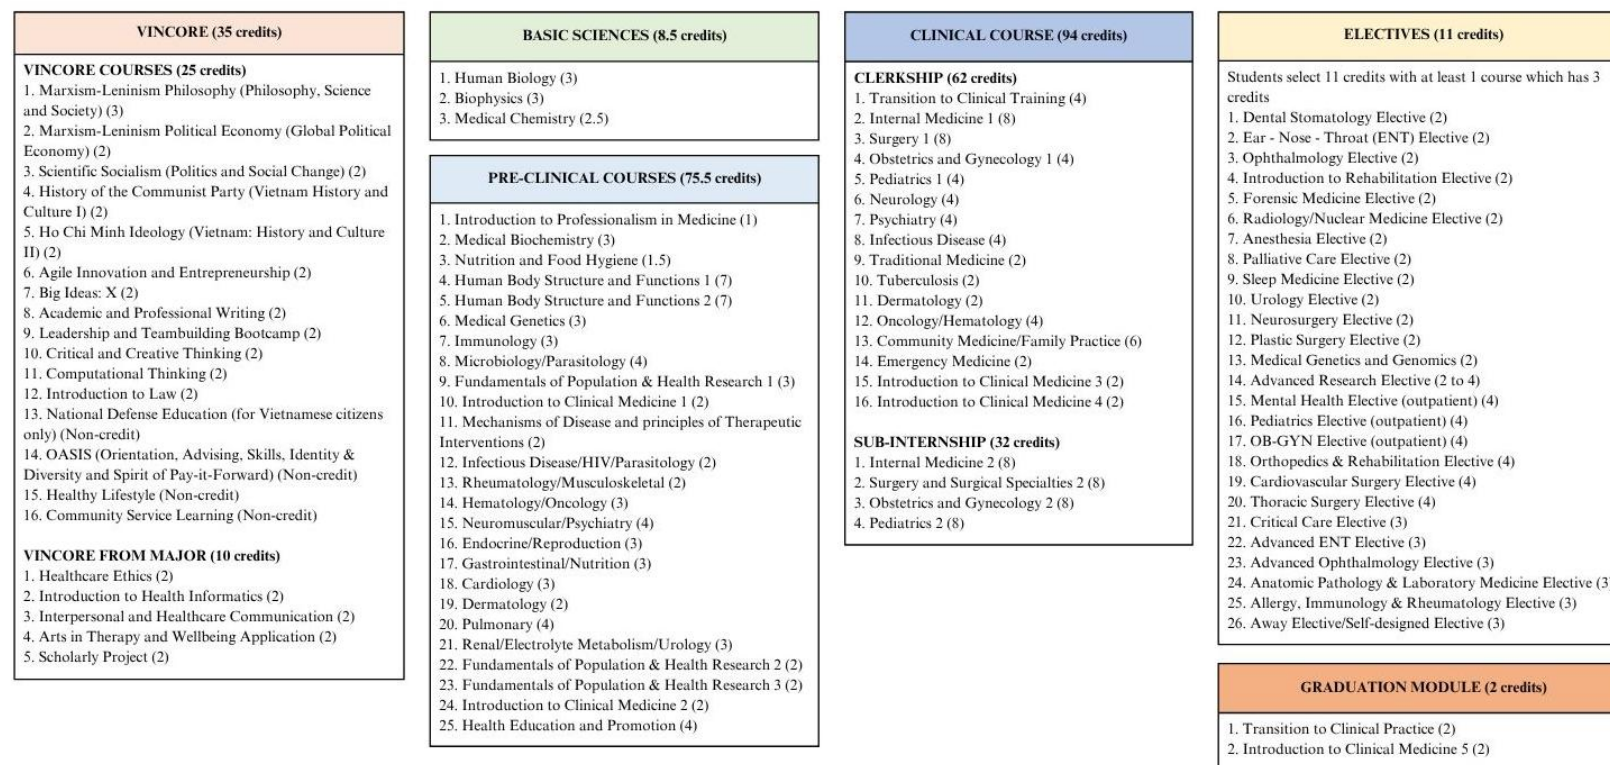 VINCORE (35 credits)
VINCORE COURSES (25 credits)
1. Marxism-Leninism Philosophy (Philosophy, Science
and Society) (3)
2. Marxism-Leninism Political Economy (Global Political
Economy) (2)
3. Scientific Socialism (Politics and Social Change) (2)
4. History of the Communist Party (Vietnam History and
Culture I) (2)
5. Ho Chi Minh Ideology (Vietnam: History and Culture
II) (2)
6. Agile Innovation and Entrepreneurship (2)
7. Big Ideas: X (2)
8. Academic and Professional Writing (2)
9. Leadership and Teambuilding Bootcamp (2)
10. Critical and Creative Thinking (2)
11. Computational Thinking (2)
12. Introduction to Law (2)
13. National Defense Education (for Vietnamese citizens
only) (Non-credit)
14. OASIS (Orientation, Advising, Skills, Identity &
Diversity and Spirit of Pay-it-Forward) (Non-credit)
15. Healthy Lifestyle (Non-credit)
16. Community Service Learning (Non-credit)
VINCORE FROM MAJOR (10 credits)
1. Healthcare Ethics (2)
2. Introduction to Health Informatics (2)
3. Interpersonal and Healthcare Communication (2)
4. Arts in Therapy and Wellbeing Application (2)
5. Scholarly Project (2)
BASIC SCIENCES (8.5 credits)
1. Human Biology (3)
2. Biophysics (3)
3. Medical Chemistry (2.5)
PRE-CLINICAL COURSES (75.5 credits)
1. Introduction to Professionalism in Medicine (1)
2. Medical Biochemistry (3)
3. Nutrition and Food Hygiene (1.5)
4. Human Body Structure and Functions 1 (7)
5. Human Body Structure and Functions 2 (7)
6. Medical Genetics (3)
7. Immunology (3)
8. Microbiology/Parasitology (4)
9. Fundamentals of Population & Health Research 1 (3)
10. Introduction to Clinical Medicine 1 (2)
11. Mechanisms of Disease and principles of Therapeutic
Interventions (2)
12. Infectious Disease/HIV/Parasitology (2)
13. Rheumatology/Musculoskeletal (2)
14. Hematology/Oncology (3)
15. Neuromuscular/Psychiatry (4)
16. Endocrine/Reproduction (3)
17. Gastrointestinal/Nutrition (3)
18. Cardiology (3)
19. Dermatology (2)
20. Pulmonary (4)
21. Renal/Electrolyte Metabolism/Urology (3)
22. Fundamentals of Population & Health Research 2 (2)
23. Fundamentals of Population & Health Research 3 (2)
24. Introduction to Clinical Medicine 2 (2)
25. Health Education and Promotion (4)
CLINICAL COURSE (94 credits)
CLERKSHIP (62 credits)
1. Transition to Clinical Training (4)
2. Internal Medicine 1 (8)
3. Surgery 1 (8)
4. Obstetrics and Gynecology 1 (4)
5. Pediatrics 1 (4)
6. Neurology (4)
7. Psychiatry (4)
8. Infectious Disease (4)
9. Traditional Medicine (2)
10. Tuberculosis (2)
11. Dermatology (2)
12. Oncology/Hematology (4)
13. Community Medicine/Family Practice (6)
14. Emergency Medicine (2)
15. Introduction to Clinical Medicine 3 (2)
16. Introduction to Clinical Medicine 4 (2)
SUB-INTERNSHIP (32 credits)
1. Internal Medicine 2 (8)
2. Surgery and Surgical Specialties 2 (8)
3. Obstetrics and Gynecology 2 (8)
4. Pediatrics 2 (8)
ELECTIVES (11 credits)
Students select 11 credits with at least 1 course which has 3
credits
1. Dental Stomatology Elective (2)
2. Ear - Nose - Throat (ENT) Elective (2)
3. Ophthalmology Elective (2)
4. Introduction to Rehabilitation Elective (2)
5. Forensic Medicine Elective (2)
6. Radiology/Nuclear Medicine Elective (2)
7. Anesthesia Elective (2)
8. Palliative Care Elective (2)
9. Sleep Medicine Elective (2)
10. Urology Elective (2)
11. Neurosurgery Elective (2)
12. Plastic Surgery Elective (2)
13. Medical Genetics and Genomics (2)
14. Advanced Research Elective (2 to 4)
15. Mental Health Elective (outpatient) (4)
16. Pediatrics Elective (outpatient) (4)
17. OB-GYN Elective (outpatient) (4)
18. Orthopedics & Rehabilitation Elective (4)
19. Cardiovascular Surgery Elective (4)
20. Thoracic Surgery Elective (4)
21. Critical Care Elective (3)
22. Advanced ENT Elective (3)
23. Advanced Ophthalmology Elective (3)
24. Anatomic Pathology & Laboratory Medicine Elective (3)
25. Allergy, Immunology & Rheumatology Elective (3)
26. Away Elective/Self-designed Elective (3)
GRADUATION MODULE (2 credits)
1. Transition to Clinical Practice (2)
2. Introduction to Clinical Medicine 5 (2)